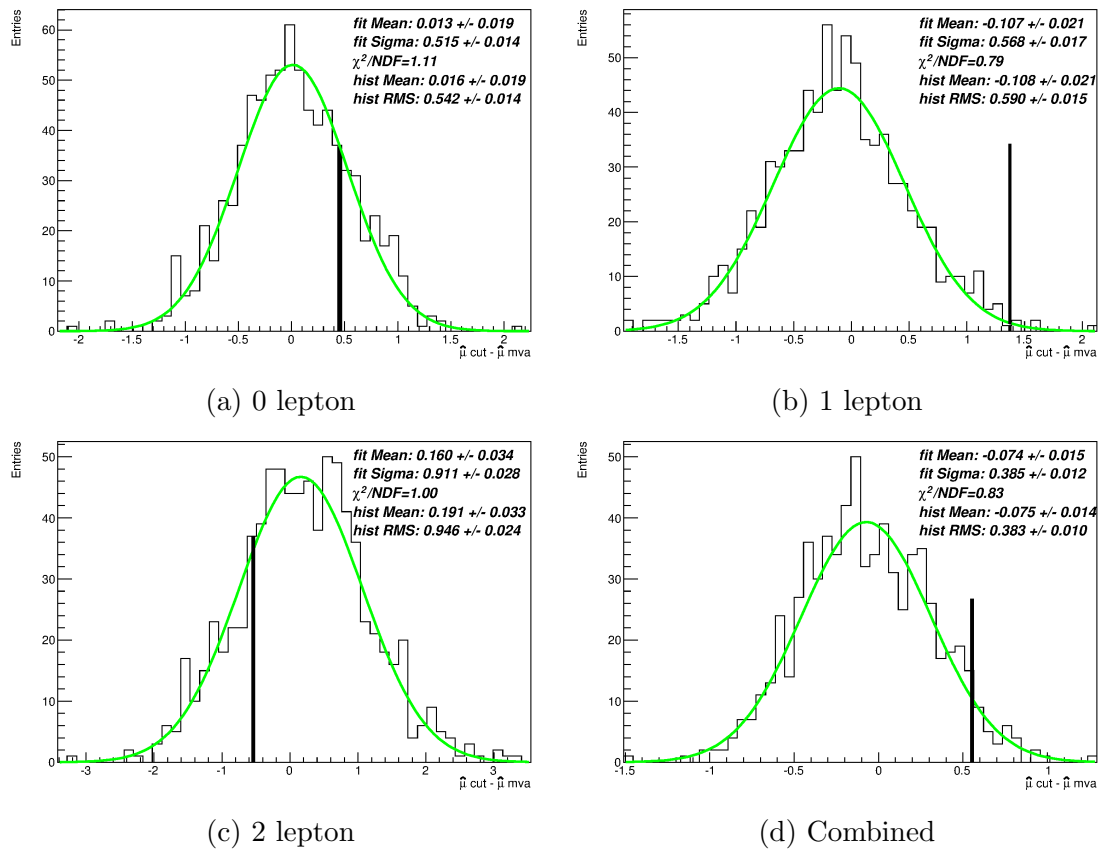 Entries
60
50
40
30
20
10
0
fit Mean: 0.013 +/- 0.019
fit Sigma: 0.515 +/- 0.014
χ²/NDF=1.11
hist Mean: 0.016 +/- 0.019
hist RMS: 0.542 +/- 0.014
-2 -1.5 -1 -0.5 0 0.5 1 1.5 2
μ̂ cut - μ̂ mva
(a) 0 lepton
Entries
50
40
30
20
10
0
fit Mean: -0.107 +/- 0.021
fit Sigma: 0.568 +/- 0.017
χ²/NDF=0.79
hist Mean: -0.108 +/- 0.021
hist RMS: 0.590 +/- 0.015
-1.5 -1 -0.5 0 0.5 1 1.5 2
μ̂ cut - μ̂ mva
(b) 1 lepton
Entries
50
40
30
20
10
0
fit Mean: 0.160 +/- 0.034
fit Sigma: 0.911 +/- 0.028
χ²/NDF=1.00
hist Mean: 0.191 +/- 0.033
hist RMS: 0.946 +/- 0.024
-3 -2 -1 0 1 2 3
μ̂ cut - μ̂ mva
(c) 2 lepton
Entries
50
40
30
20
10
0
fit Mean: -0.074 +/- 0.015
fit Sigma: 0.385 +/- 0.012
χ²/NDF=0.83
hist Mean: -0.075 +/- 0.014
hist RMS: 0.383 +/- 0.010
-1.5 -1 -0.5 0 0.5 1
μ̂ cut - μ̂ mva
(d) Combined